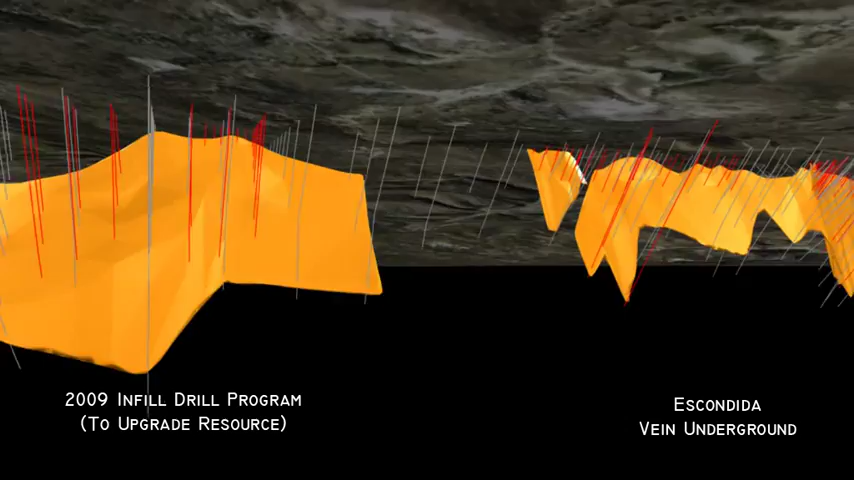 2009 Infill Drill Program
(To Upgrade Resource)
Escondida
Vein Underground